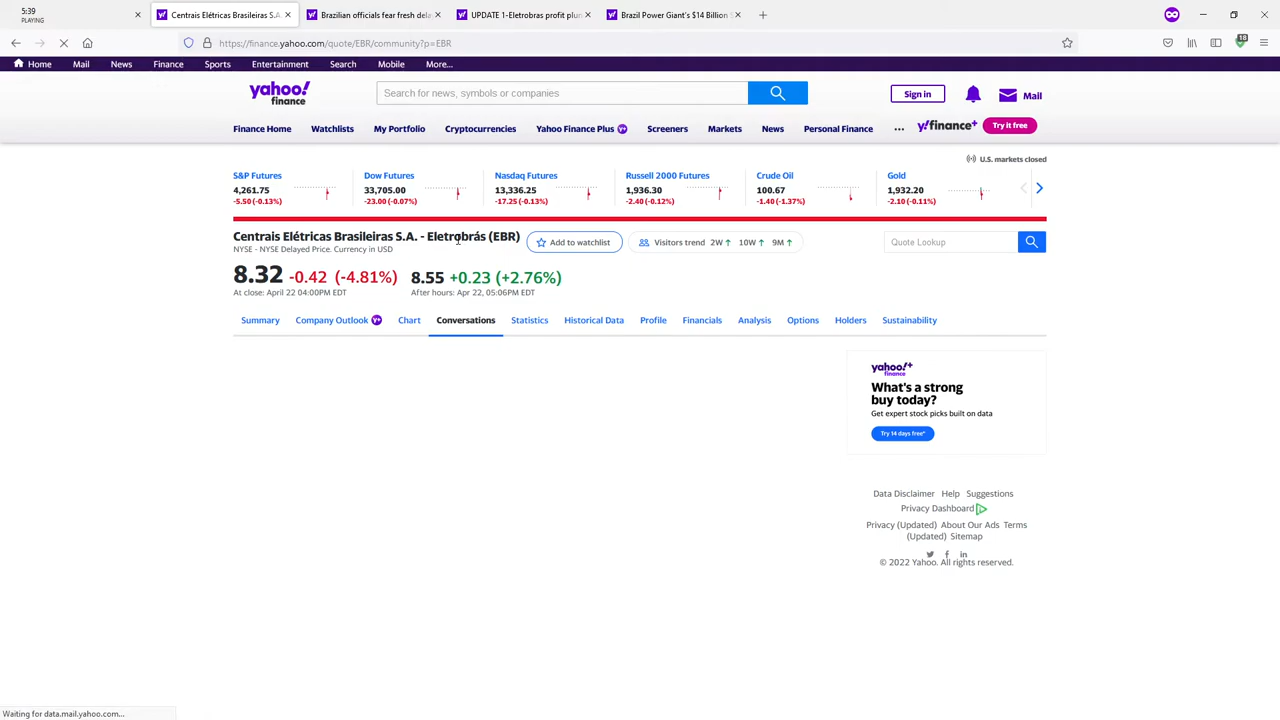 5:39
PLAYING
Centrais Elétricas Brasileiras S.A.
Brazilian officials fear fresh dela
UPDATE 1-Eletrobras profit plun
Brazil Power Giant's $14 Billion S
https://finance.yahoo.com/quote/EBR/community?p=EBR
18
Home Mail News Finance Sports Entertainment Search Mobile More...
yahoo!
finance
Search for news, symbols or companies
Sign in
Mail
Finance Home Watchlists My Portfolio Cryptocurrencies Yahoo Finance Plus Screeners Markets News Personal Finance ... y!finance+ Try it free
U.S. markets closed
S&P Futures Dow Futures Nasdaq Futures Russell 2000 Futures Crude Oil Gold
4,261.75 33,705.00 13,336.25 1,936.30 100.67 1,932.20
-5.50 (-0.13%) -23.00 (-0.07%) -17.25 (-0.13%) -2.40 (-0.12%) -1.40 (-1.37%) -2.10 (-0.11%)
Centrais Elétricas Brasileiras S.A. - Eletrobrás (EBR)
Add to watchlist
Visitors trend 2W↑ 10W↑ 9M↑
Quote Lookup
NYSE - NYSE Delayed Price. Currency in USD
8.32 -0.42 (-4.81%) 8.55 +0.23 (+2.76%)
At close: April 22 04:00PM EDT After hours: Apr 22, 05:06PM EDT
Summary Company Outlook Chart Conversations Statistics Historical Data Profile Financials Analysis Options Holders Sustainability
yahoo!+
finance
What's a strong
buy today?
Get expert stock picks built on data
Try 14 days free*
Data Disclaimer Help Suggestions
Privacy Dashboard
Privacy (Updated) About Our Ads Terms
(Updated) Sitemap
© 2022 Yahoo. All rights reserved.
Waiting for data.mail.yahoo.com...